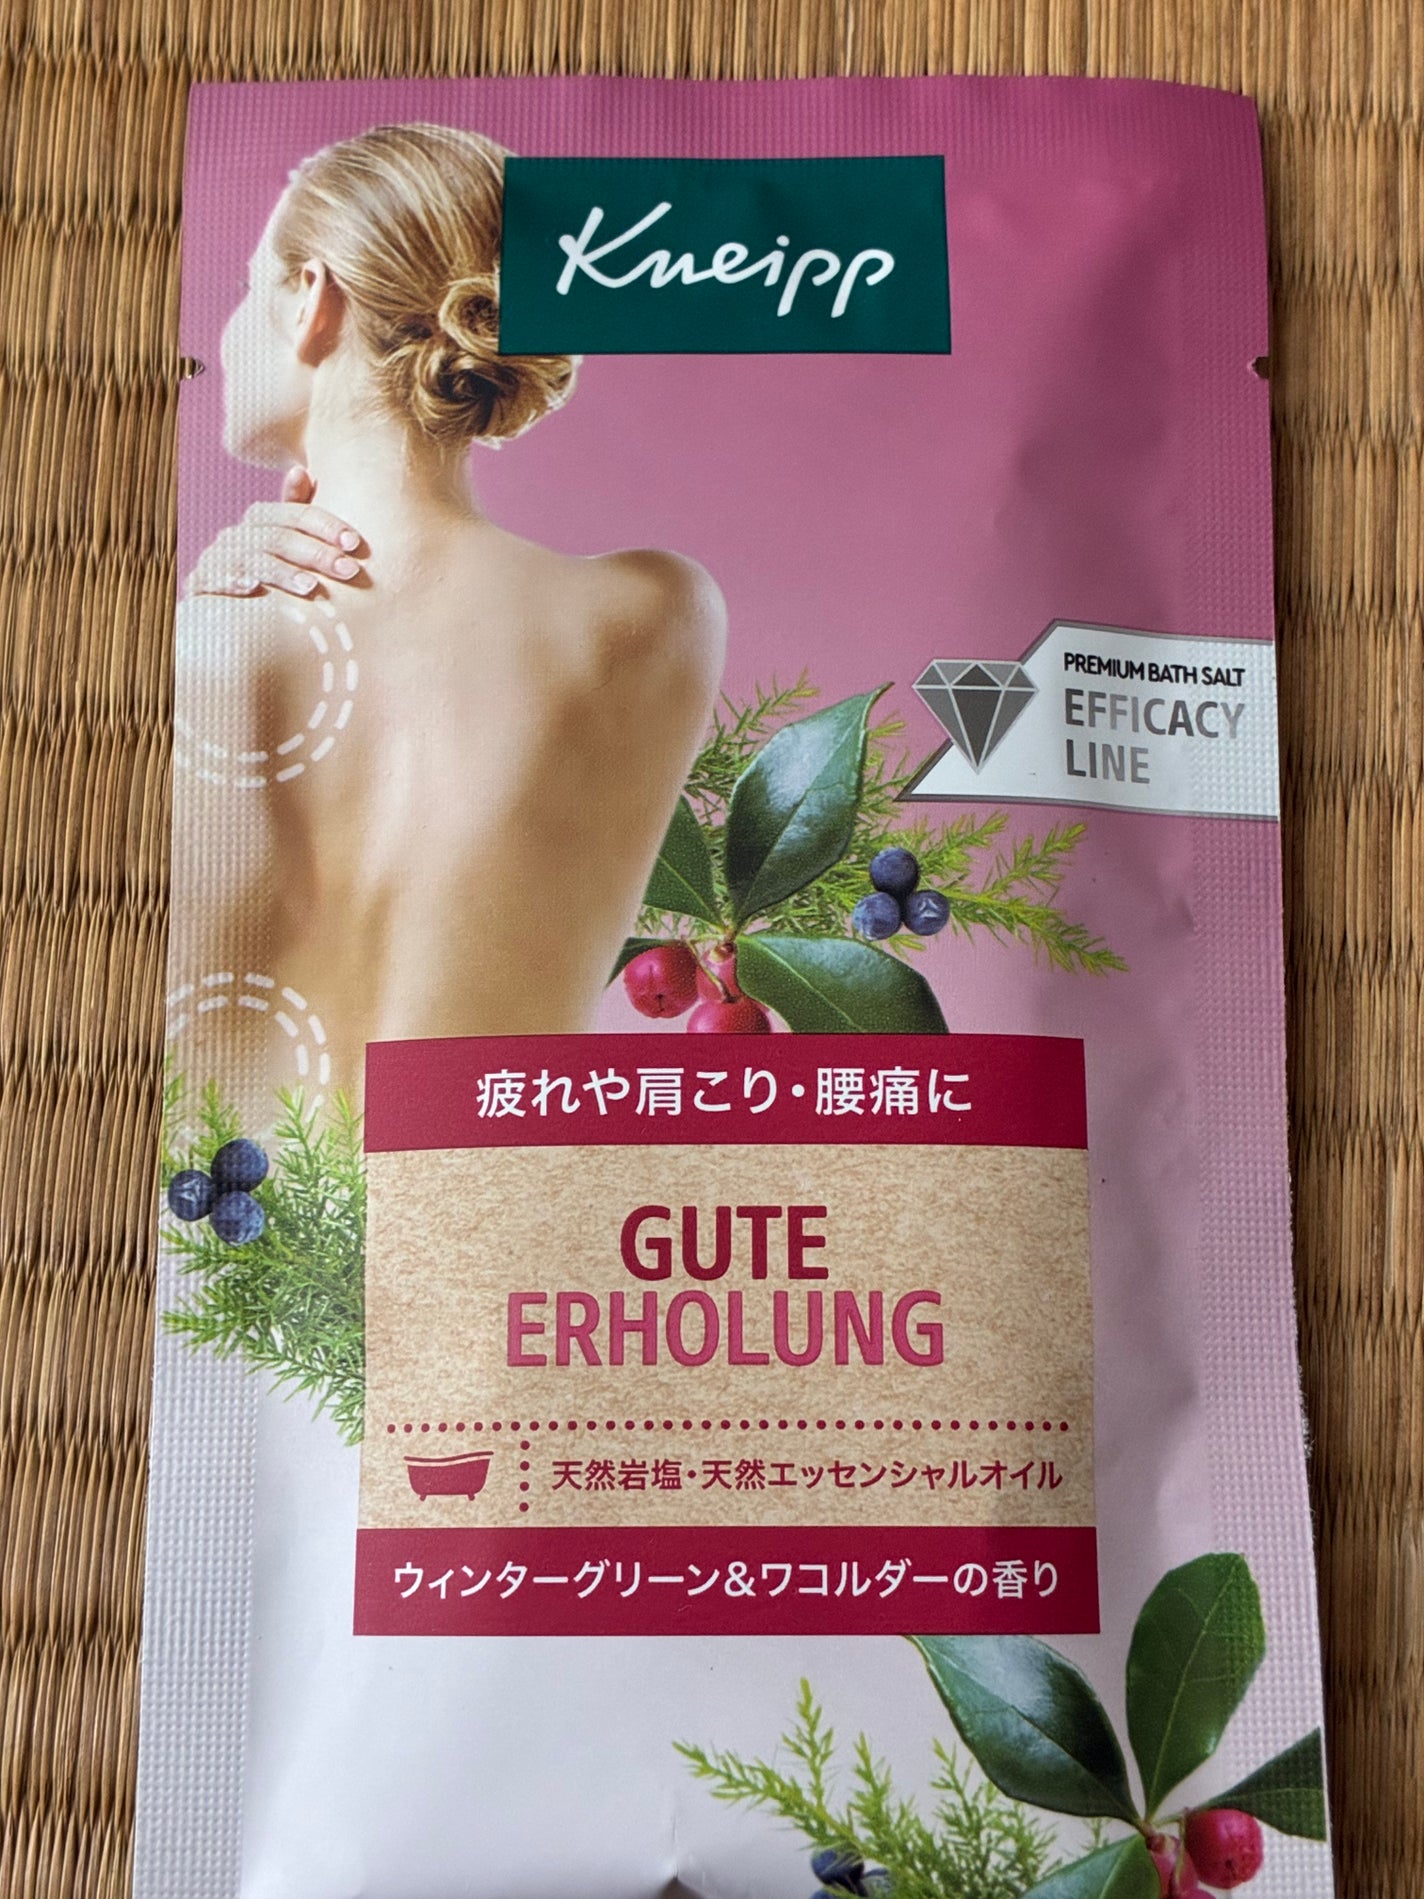 Kneipp
PREMIUM BATH SALT
EFFICACY
LINE
疲れや肩こり・腰痛に
GUTE
ERHOLUNG
天然岩塩・天然エッセンシャルオイル
ウィンターグリーン&ワコルダーの香り